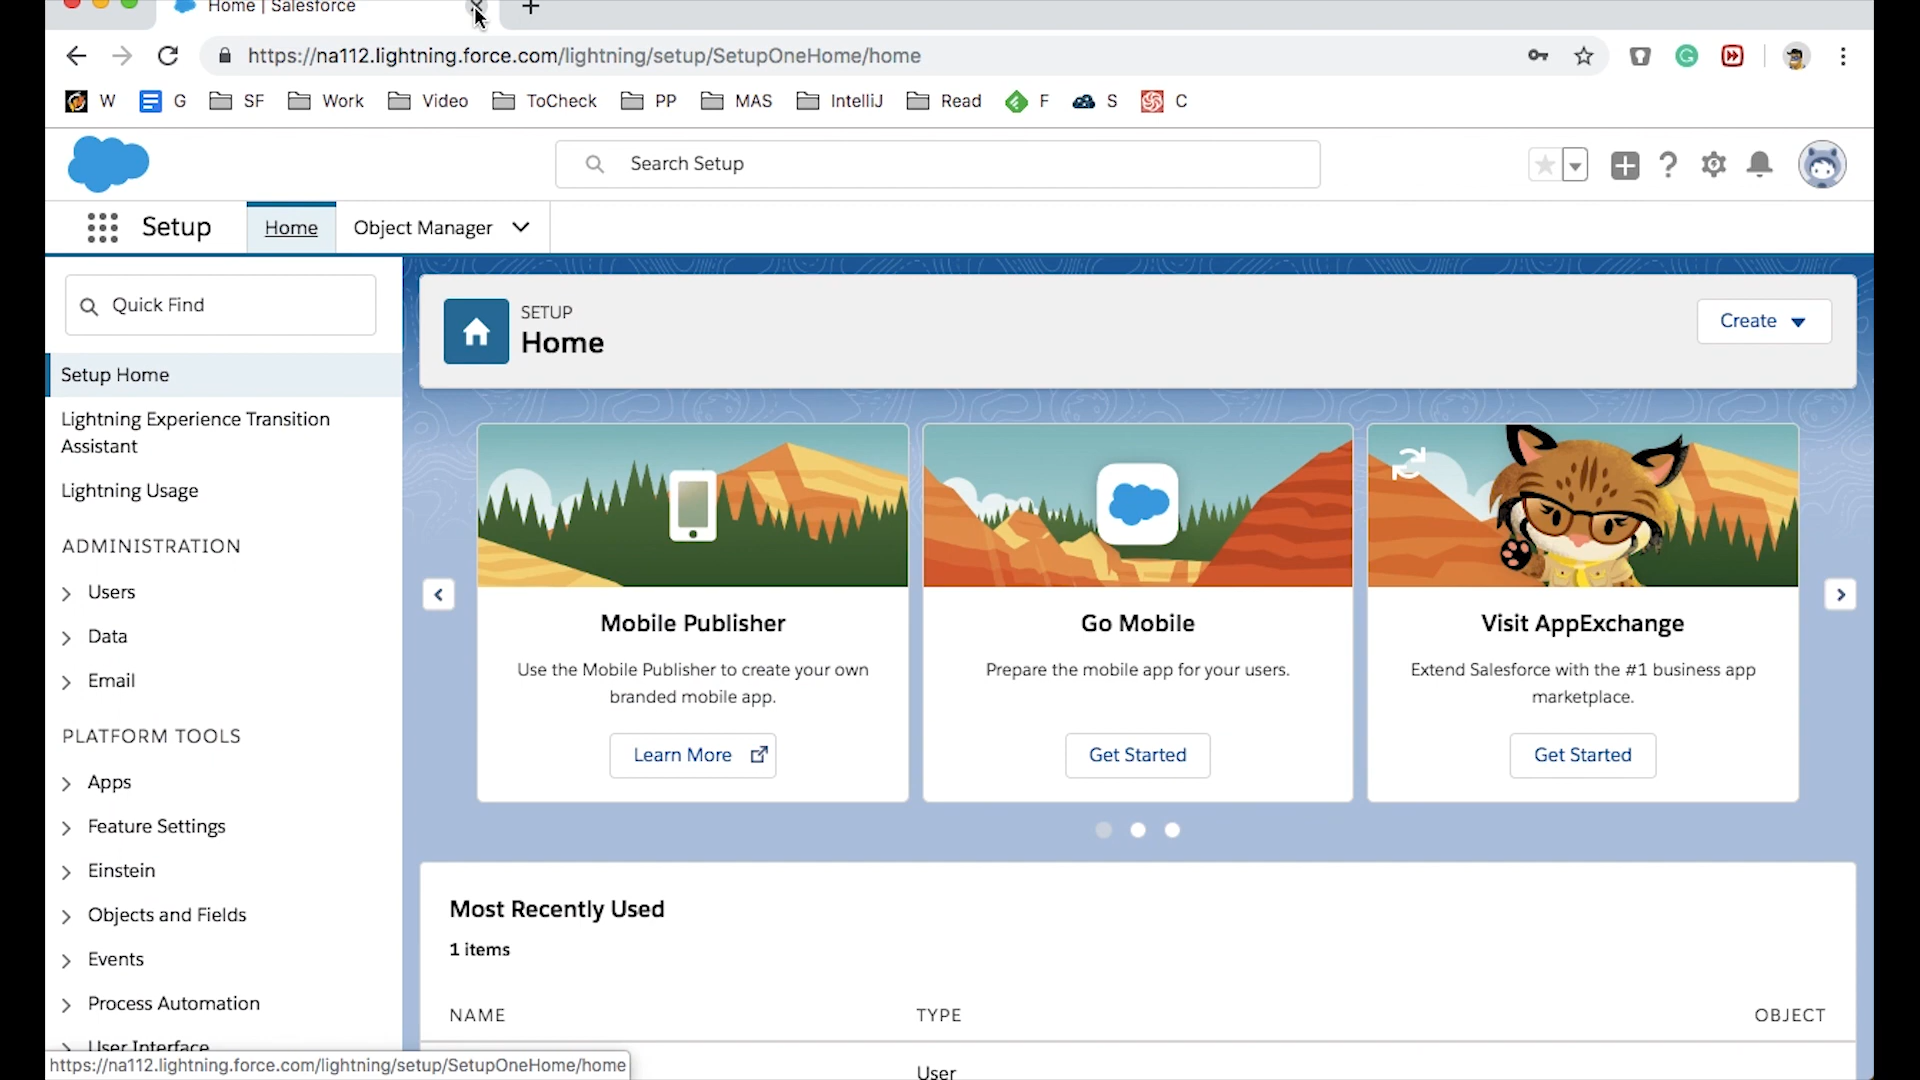 Home | Salesforce
https://na112.lightning.force.com/lightning/setup/SetupOneHome/home
W G SF Work Video ToCheck PP MAS IntelliJ Read F S C
Search Setup
Setup Home Object Manager
Quick Find
Setup Home
Lightning Experience Transition
Assistant
Lightning Usage
ADMINISTRATION
Users
Data
Email
PLATFORM TOOLS
Apps
Feature Settings
Einstein
Objects and Fields
Events
Process Automation
User Interface
SETUP
Home
Create
Mobile Publisher
Use the Mobile Publisher to create your own
branded mobile app.
Learn More
Go Mobile
Prepare the mobile app for your users.
Get Started
Visit AppExchange
Extend Salesforce with the #1 business app
marketplace.
Get Started
Most Recently Used
1 items
NAME TYPE OBJECT
User
https://na112.lightning.force.com/lightning/setup/SetupOneHome/home